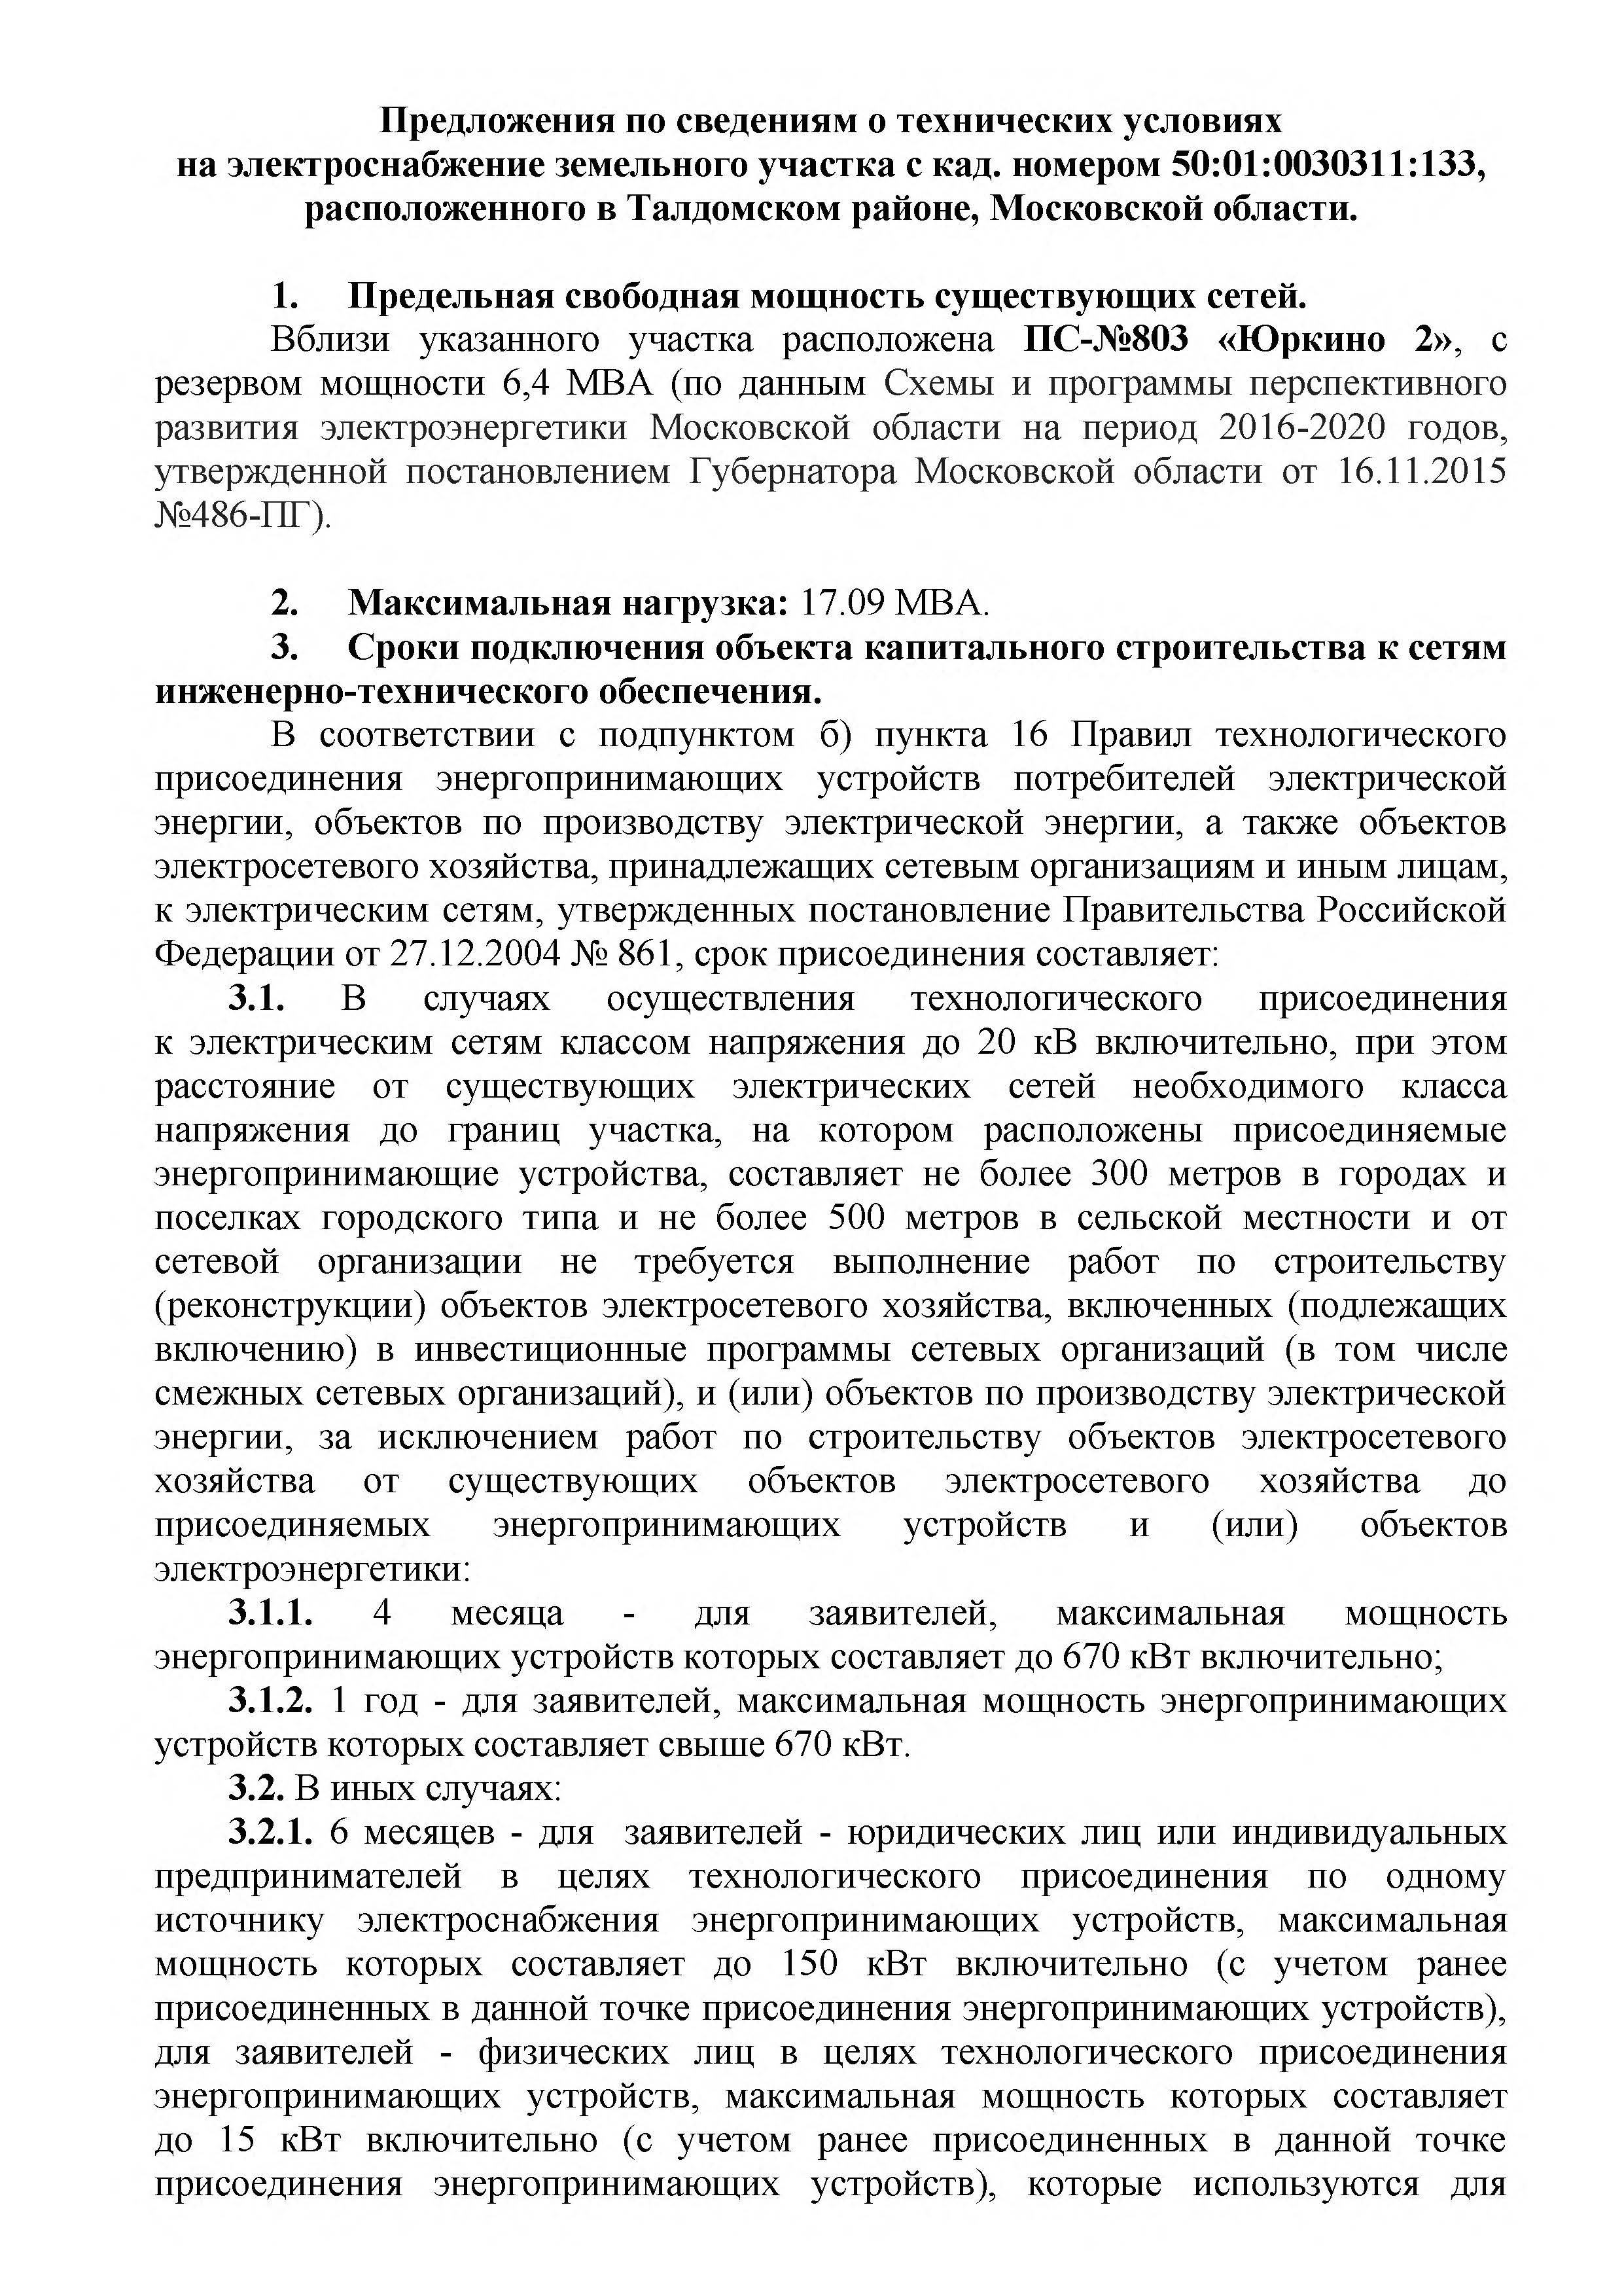 Предложения по сведениям о технических условиях
на электроснабжение земельного участка с кад. номером 50:01:0030311:133,
расположенного в Талдомском районе, Московской области.
1. Предельная свободная мощность существующих сетей.
Вблизи указанного участка расположена ПС-№803 «Юркино 2», с
резервом мощности 6,4 МВА (по данным Схемы и программы перспективного
развития электроэнергетики Московской области на период 2016-2020 годов,
утвержденной постановлением Губернатора Московской области от 16.11.2015
№486-ПГ).
2. Максимальная нагрузка: 17.09 МВА.
3. Сроки подключения объекта капитального строительства к сетям
инженерно-технического обеспечения.
В соответствии с подпунктом б) пункта 16 Правил технологического
присоединения энергопринимающих устройств потребителей электрической
энергии, объектов по производству электрической энергии, а также объектов
электросетевого хозяйства, принадлежащих сетевым организациям и иным лицам,
к электрическим сетям, утвержденных постановление Правительства Российской
Федерации от 27.12.2004 № 861, срок присоединения составляет:
3.1. В случаях осуществления технологического присоединения
к электрическим сетям классом напряжения до 20 кВ включительно, при этом
расстояние от существующих электрических сетей необходимого класса
напряжения до границ участка, на котором расположены присоединяемые
энергопринимающие устройства, составляет не более 300 метров в городах и
поселках городского типа и не более 500 метров в сельской местности и от
сетевой организации не требуется выполнение работ по строительству
(реконструкции) объектов электросетевого хозяйства, включенных (подлежащих
включению) в инвестиционные программы сетевых организаций (в том числе
смежных сетевых организаций), и (или) объектов по производству электрической
энергии, за исключением работ по строительству объектов электросетевого
хозяйства от существующих объектов электросетевого хозяйства до
присоединяемых энергопринимающих устройств и (или) объектов
электроэнергетики:
3.1.1. 4 месяца - для заявителей, максимальная мощность
энергопринимающих устройств которых составляет до 670 кВт включительно;
3.1.2. 1 год - для заявителей, максимальная мощность энергопринимающих
устройств которых составляет свыше 670 кВт.
3.2. В иных случаях:
3.2.1. 6 месяцев - для заявителей - юридических лиц или индивидуальных
предпринимателей в целях технологического присоединения по одному
источнику электроснабжения энергопринимающих устройств, максимальная
мощность которых составляет до 150 кВт включительно (с учетом ранее
присоединенных в данной точке присоединения энергопринимающих устройств),
для заявителей - физических лиц в целях технологического присоединения
энергопринимающих устройств, максимальная мощность которых составляет
до 15 кВт включительно (с учетом ранее присоединенных в данной точке
присоединения энергопринимающих устройств), которые используются для